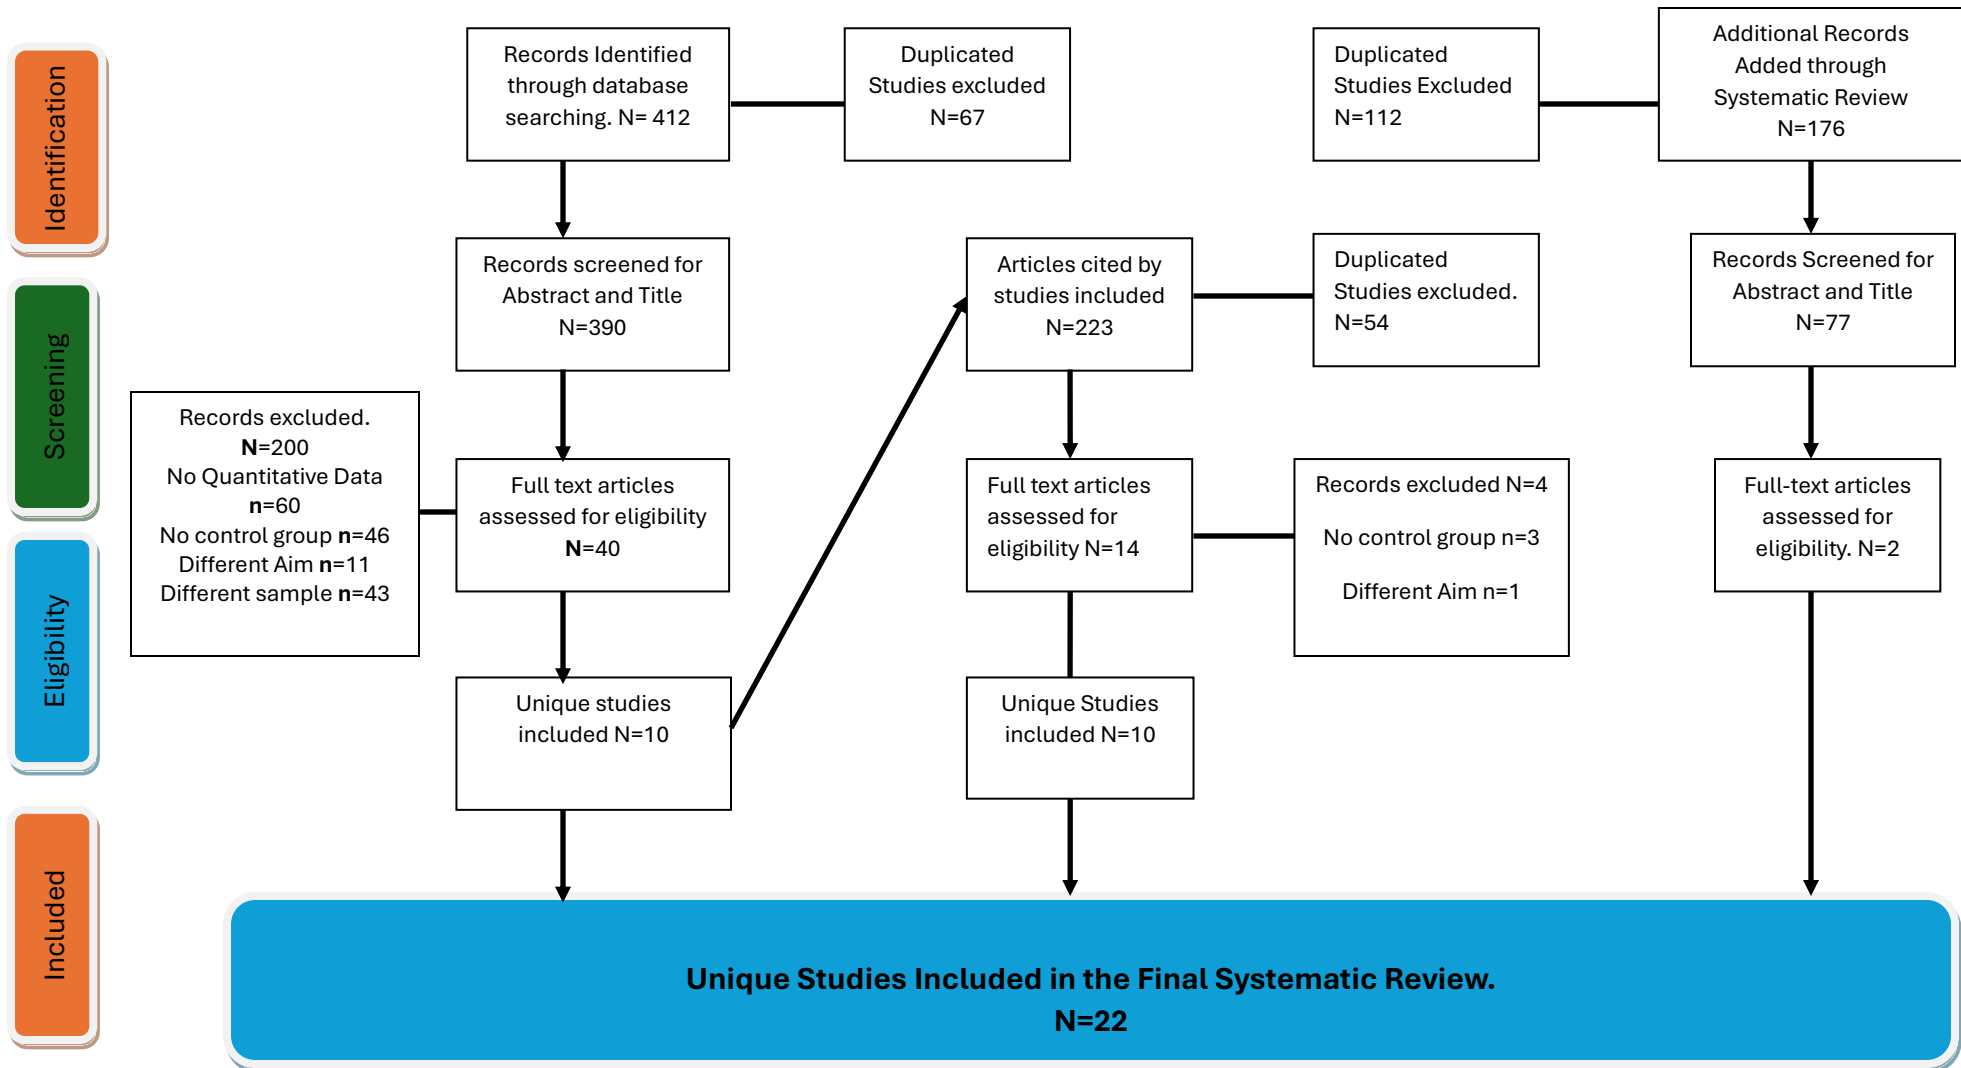 Identification
Screening
Eligibility
Included
Records Identified
through database
searching. N= 412
Duplicated
Studies excluded
N=67
Duplicated
Studies Excluded
N=112
Additional Records
Added through
Systematic Review
N=176
Records screened for
Abstract and Title
N=390
Articles cited by
studies included
N=223
Duplicated
Studies excluded.
N=54
Records Screened for
Abstract and Title
N=77
Records excluded.
N=200
No Quantitative Data
n=60
No control group n=46
Different Aim n=11
Different sample n=43
Full text articles
assessed for eligibility
N=40
Full text articles
assessed for
eligibility N=14
Records excluded N=4
No control group n=3
Different Aim n=1
Full-text articles
assessed for
eligibility. N=2
Unique studies
included N=10
Unique Studies
included N=10
Unique Studies Included in the Final Systematic Review.
N=22